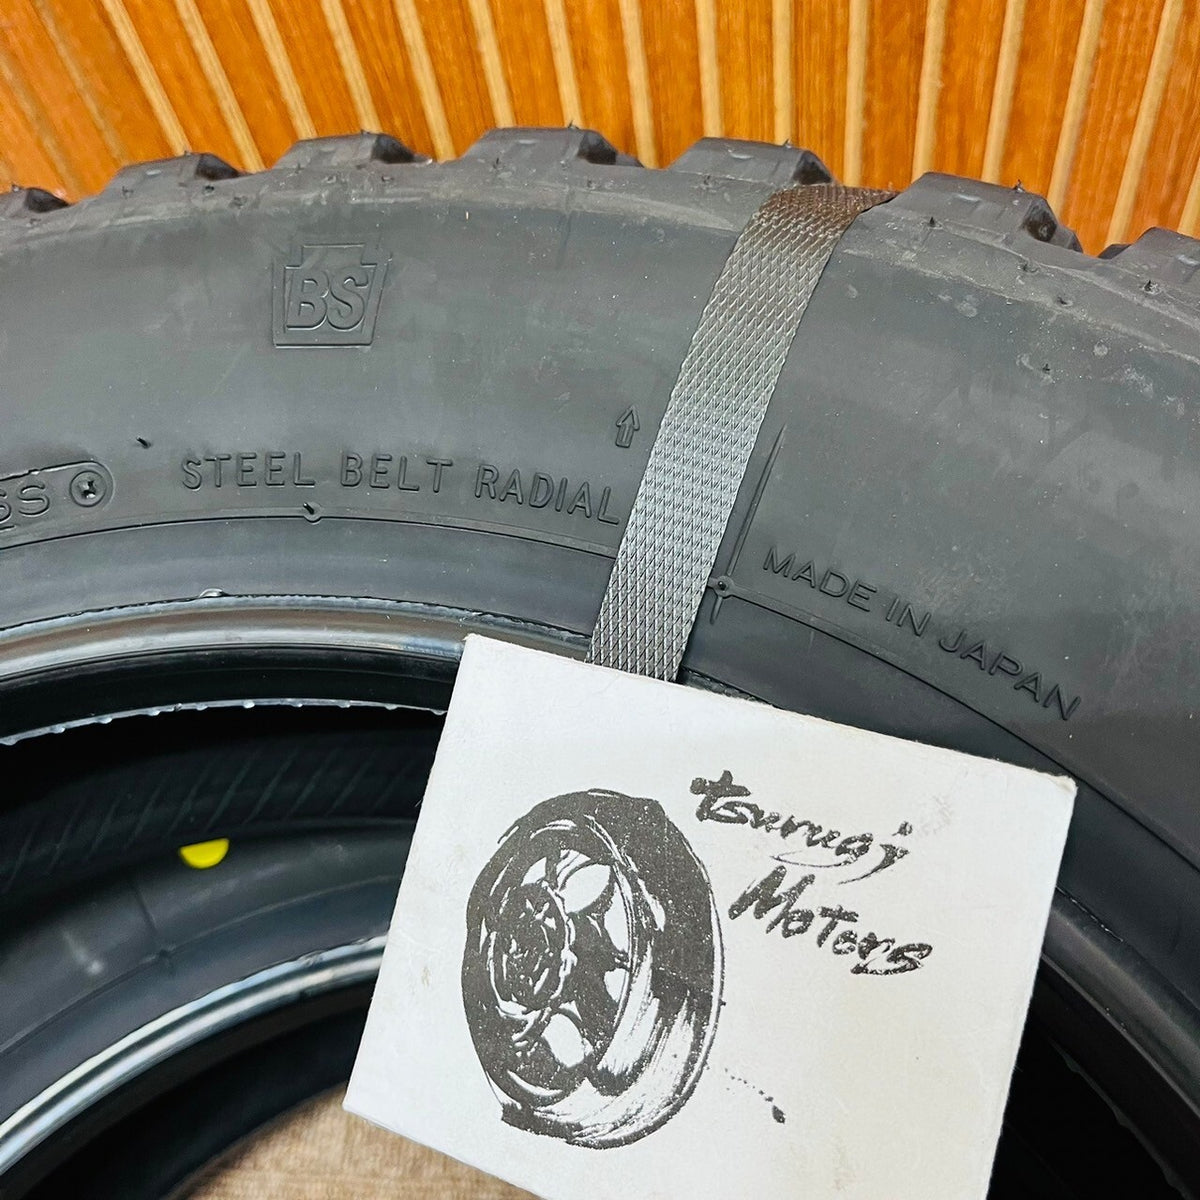 BS
STEEL BELT RADIAL
MADE IN JAPAN
Tsurugi
Motors